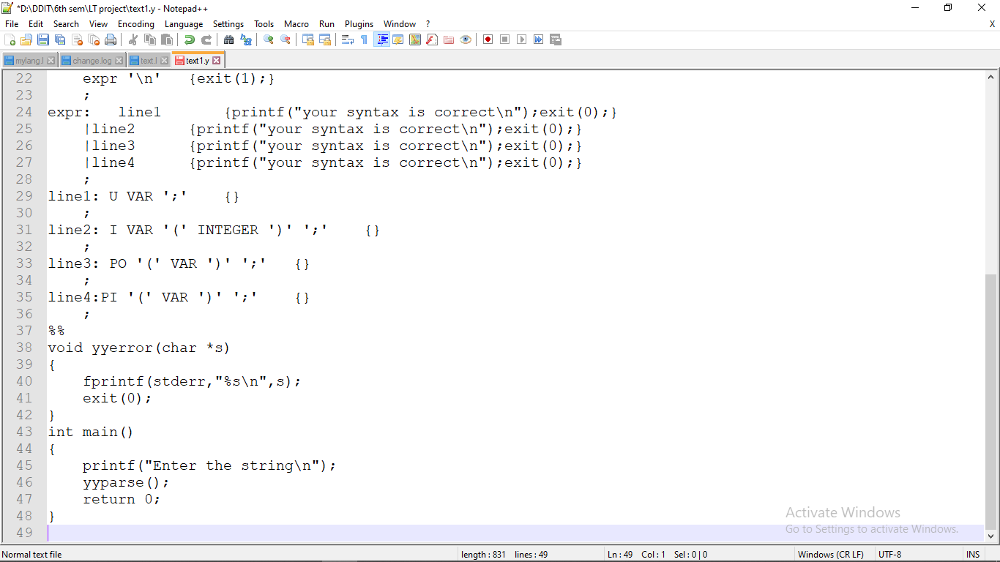 *D:\DDIT\6th sem\LT project\text1.y - Notepad++
File Edit Search View Encoding Language Settings Tools Macro Run Plugins Window ? X
mylang.l change.log text.l text1.y
22 expr '\n' {exit(1);}
23 ;
24 expr: line1 {printf("your syntax is correct\n");exit(0);}
25 |line2 {printf("your syntax is correct\n");exit(0);}
26 |line3 {printf("your syntax is correct\n");exit(0);}
27 |line4 {printf("your syntax is correct\n");exit(0);}
28 ;
29 line1: U VAR ';' {}
30 ;
31 line2: I VAR '(' INTEGER ')' ';' {}
32 ;
33 line3: PO '(' VAR ')' ';' {}
34 ;
35 line4:PI '(' VAR ')' ';' {}
36 ;
37 %%
38 void yyerror(char *s)
39 {
40 fprintf(stderr,"%s\n",s);
41 exit(0);
42 }
43 int main()
44 {
45 printf("Enter the string\n");
46 yyparse();
47 return 0;
48 }
49
Activate Windows
Go to Settings to activate Windows.
Normal text file length : 831 lines : 49 Ln : 49 Col : 1 Sel : 0 | 0 Windows (CR LF) UTF-8 INS